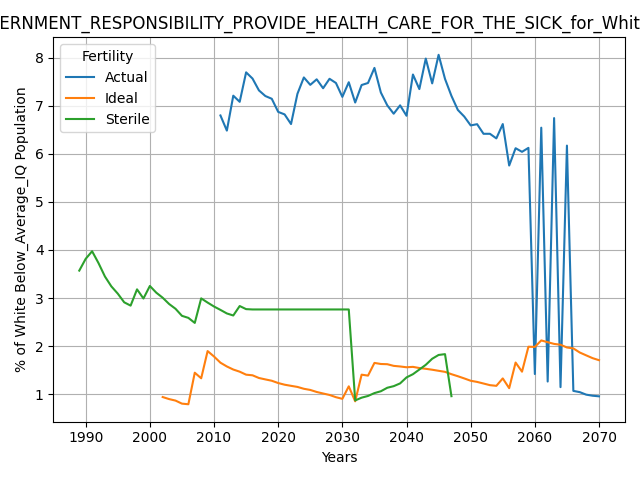 ERNMENT_RESPONSIBILITY_PROVIDE_HEALTH_CARE_FOR_THE_SICK_for_Whit
Fertility
Actual
Ideal
Sterile
% of White Below_Average_IQ Population
8
7
6
5
4
3
2
1
1990 2000 2010 2020 2030 2040 2050 2060 2070
Years